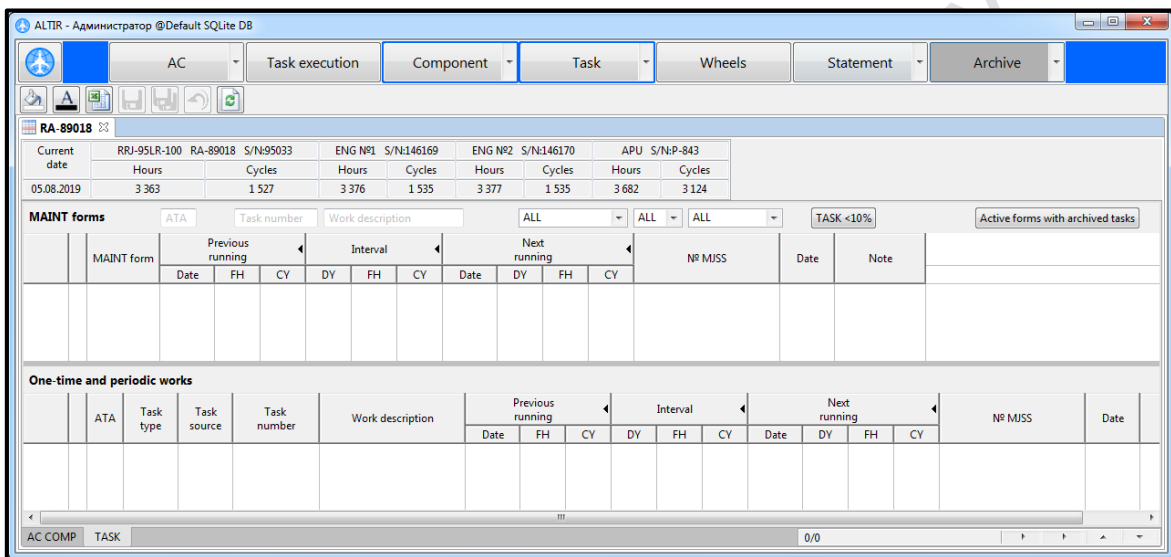 ALTIR - Администратор @Default SQLite DB
AC Task execution Component Task Wheels Statement Archive
A
RA-89018
Current date RRJ-95LR-100 RA-89018 S/N:95033 ENG №1 S/N:146169 ENG №2 S/N:146170 APU S/N:P-843
Hours Cycles Hours Cycles Hours Cycles Hours Cycles
05.08.2019 3 363 1 527 3 376 1 535 3 377 1 535 3 682 3 124
MAINT forms ATA Task number Work description ALL ALL ALL TASK <10% Active forms with archived tasks
MAINT form Previous running Interval Next running № MJSS Date Note
Date FH CY DY FH CY Date DY FH CY
One-time and periodic works
ATA Task type Task source Task number Work description Previous running Interval Next running № MJSS Date
Date FH CY DY FH CY Date DY FH CY
AC COMP TASK 0/0